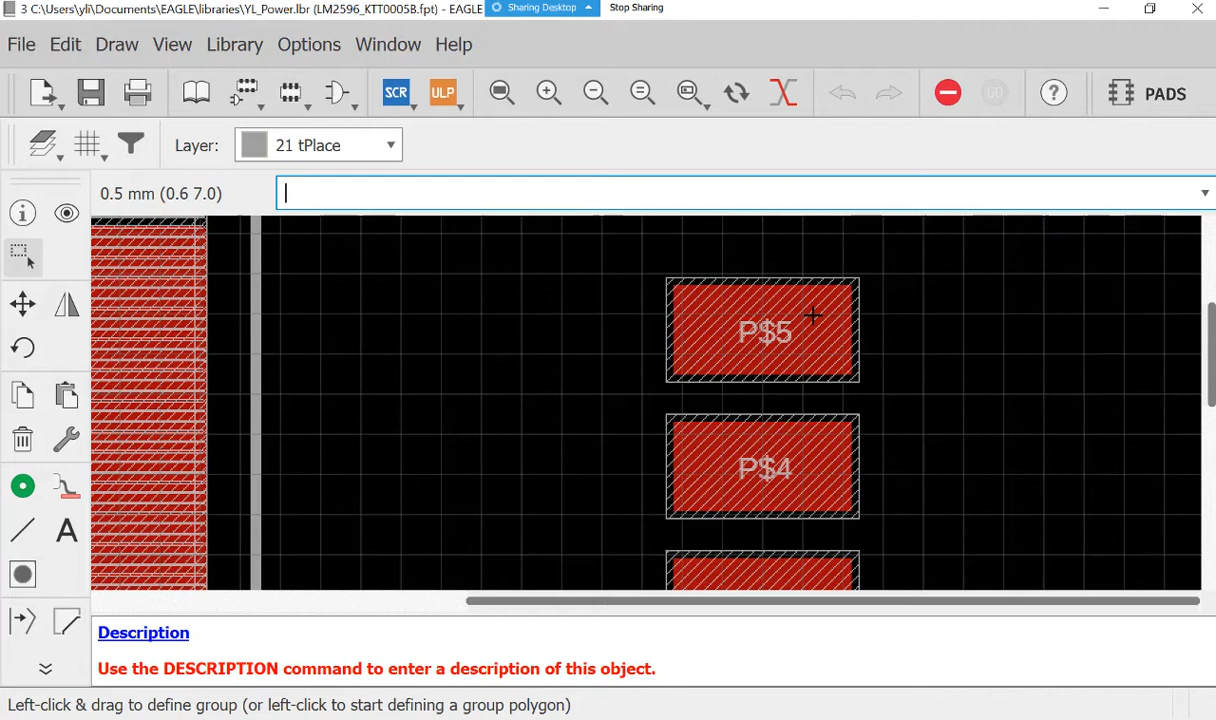 3 C:\Users\yli\Documents\EAGLE\libraries\YL_Power.lbr (LM2596_KTT0005B.fpt) - EAGLE
Sharing Desktop
Stop Sharing
File Edit Draw View Library Options Window Help
SCR ULP GO PADS
Layer: 21 tPlace
0.5 mm (0.6 7.0)
P$5
P$4
Description
Use the DESCRIPTION command to enter a description of this object.
Left-click & drag to define group (or left-click to start defining a group polygon)